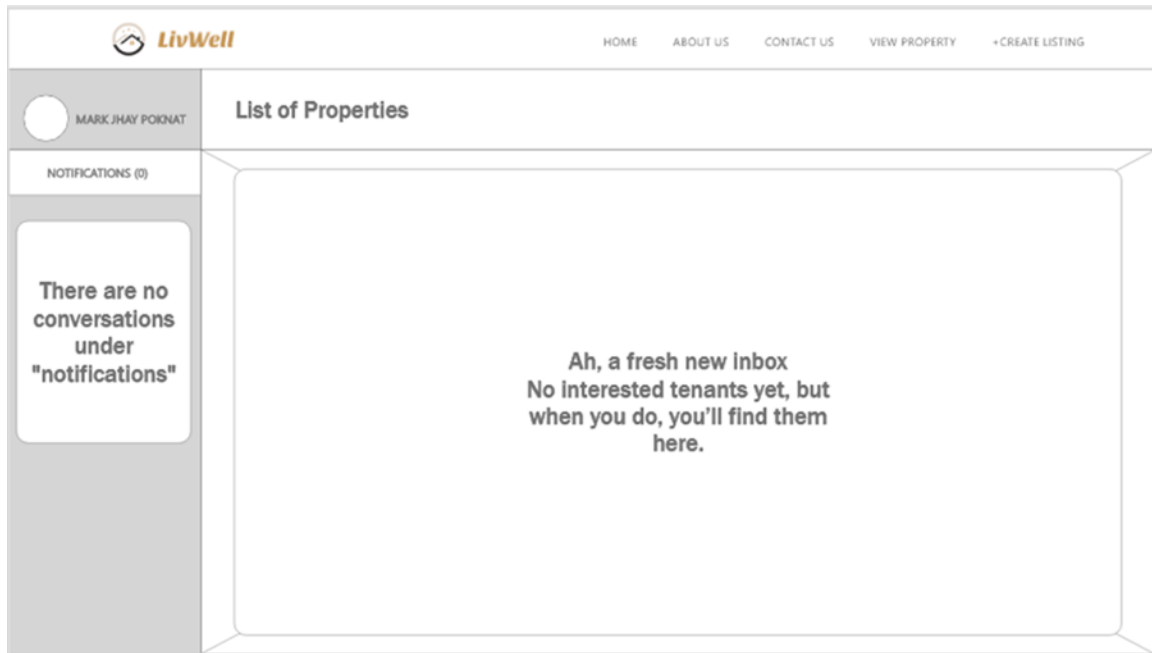 LivWell
HOME ABOUT US CONTACT US VIEW PROPERTY +CREATE LISTING
MARK JHAY POKNAT
List of Properties
NOTIFICATIONS (0)
There are no
conversations
under
"notifications"
Ah, a fresh new inbox
No interested tenants yet, but
when you do, you’ll find them
here.